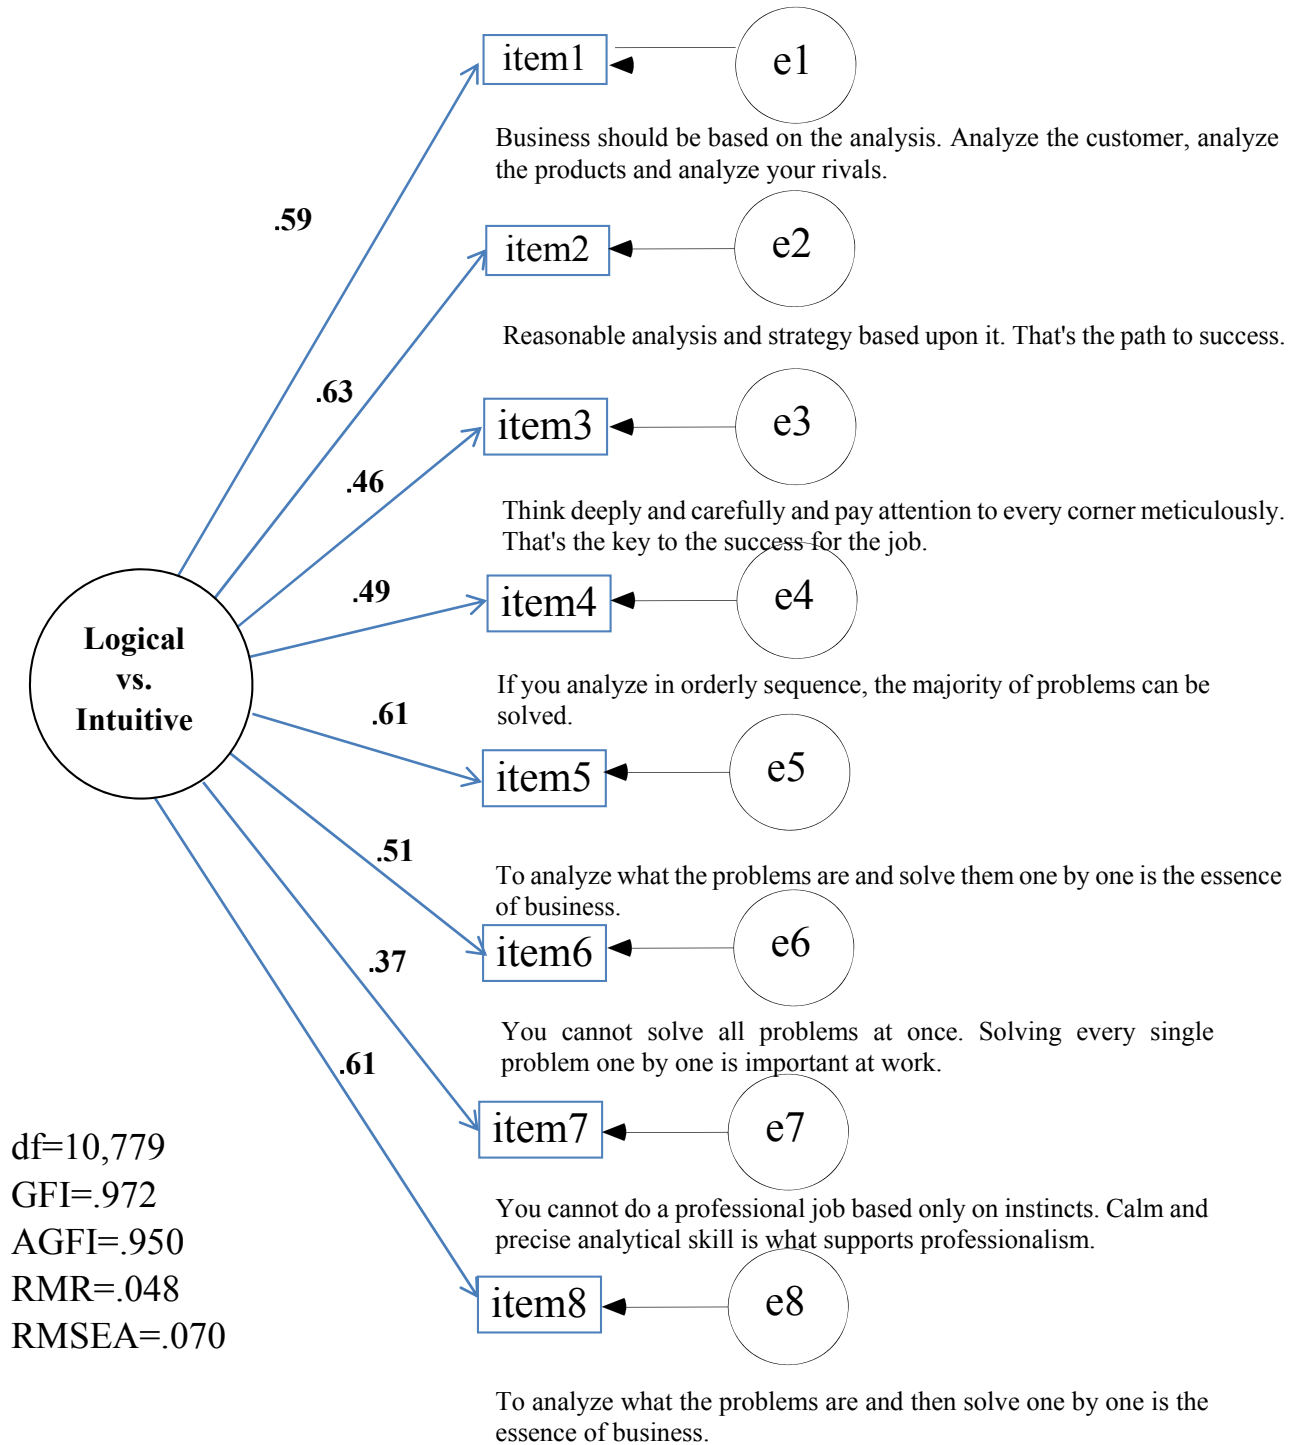 item1
e1
Business should be based on the analysis. Analyze the customer, analyze
the products and analyze your rivals.
.59
item2
e2
Reasonable analysis and strategy based upon it. That's the path to success.
.63
item3
e3
.46
Think deeply and carefully and pay attention to every corner meticulously.
That's the key to the success for the job.
.49
item4
e4
Logical
vs.
Intuitive
If you analyze in orderly sequence, the majority of problems can be
solved.
.61
item5
e5
.51
To analyze what the problems are and solve them one by one is the essence
of business.
item6
e6
.37
You cannot solve all problems at once. Solving every single
problem one by one is important at work.
.61
item7
e7
df=10,779
GFI=.972
AGFI=.950
RMR=.048
RMSEA=.070
You cannot do a professional job based only on instincts. Calm and
precise analytical skill is what supports professionalism.
item8
e8
To analyze what the problems are and then solve one by one is the
essence of business.